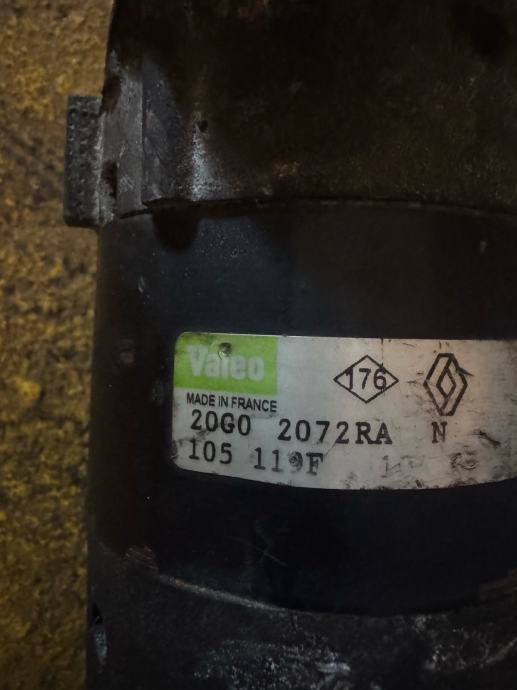 Valeo
176
MADE IN FRANCE
20G0 2072RA N
105 119F